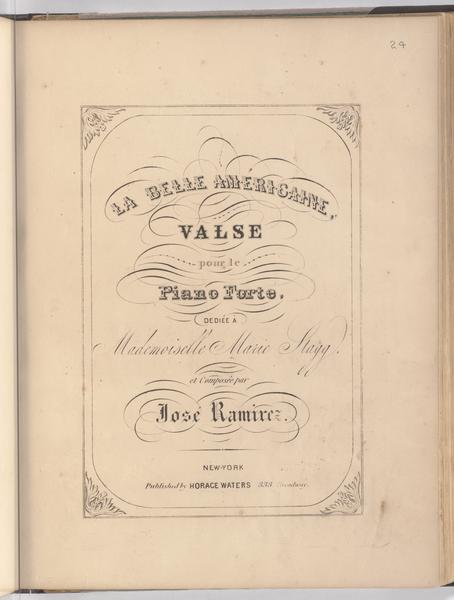 24
LA BELLE AMÉRICAINE,
VALSE
pour le
Piano Forte.
DEDIÉE À
Mademoiselle Marie Stagg.
et Composée par
José Ramirez.
NEW-YORK
Published by HORACE WATERS 333 Broadway.